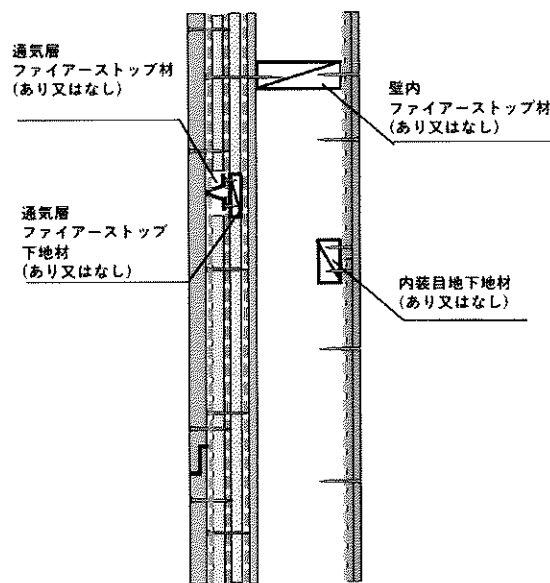 通気層
ファイアーストップ材
(あり又はなし)
壁内
ファイアーストップ材
(あり又はなし)
通気層
ファイアーストップ
下地材
(あり又はなし)
内装目地下地材
(あり又はなし)